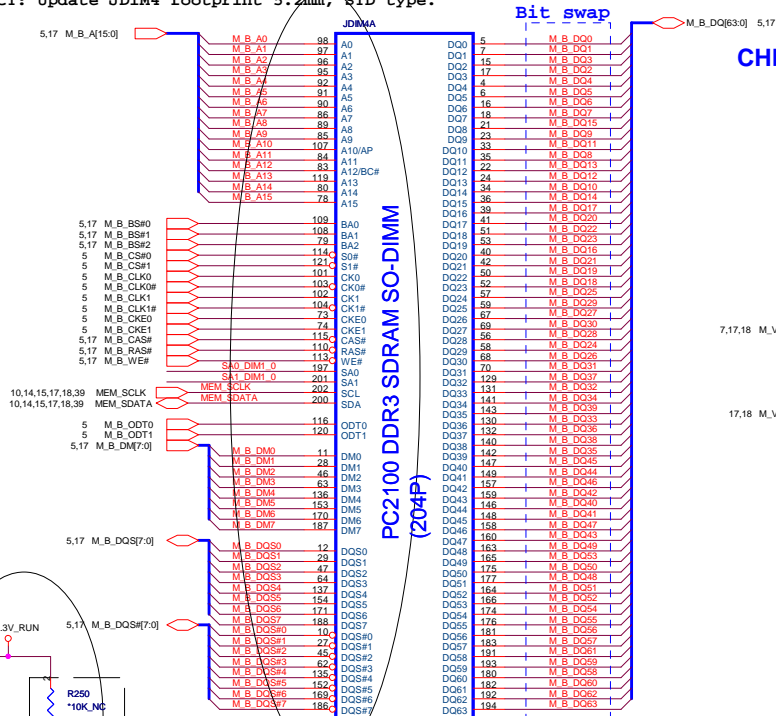 C1: Update JDIM4 footprint 5.2mm, STD type.
Bit swap
JDIM4A
5,17 M_B_A[15:0]
M_B_DQ[63:0] 5,17
CHI
M_B_A0 98 A0
M_B_A1 97 A1
M_B_A2 96 A2
M_B_A3 95 A3
M_B_A4 92 A4
M_B_A5 91 A5
M_B_A6 90 A6
M_B_A7 86 A7
M_B_A8 89 A8
M_B_A9 85 A9
M_B_A10 107 A10/AP
M_B_A11 84 A11
M_B_A12 83 A12/BC#
M_B_A13 119 A13
M_B_A14 80 A14
M_B_A15 78 A15
5,17 M_B_BS#0 109 BA0
5,17 M_B_BS#1 108 BA1
5,17 M_B_BS#2 79 BA2
5 M_B_CS#0 114 S0#
5 M_B_CS#1 121 S1#
5 M_B_CLK0 101 CK0
5 M_B_CLK0# 103 CK0#
5 M_B_CLK1 102 CK1
5 M_B_CLK1# 104 CK1#
5 M_B_CKE0 73 CKE0
5 M_B_CKE1 74 CKE1
5,17 M_B_CAS# 115 CAS#
5,17 M_B_RAS# 110 RAS#
5,17 M_B_WE# 113 WE#
SA0_DIM1_0 197 SA0
SA1_DIM1_0 201 SA1
10,14,15,17,18,39 MEM_SCLK MEM_SCLK 202 SCL
10,14,15,17,18,39 MEM_SDATA MEM_SDATA 200 SDA
5 M_B_ODT0 116 ODT0
5 M_B_ODT1 120 ODT1
5,17 M_B_DM[7:0]
M_B_DM0 11 DM0
M_B_DM1 28 DM1
M_B_DM2 46 DM2
M_B_DM3 63 DM3
M_B_DM4 136 DM4
M_B_DM5 153 DM5
M_B_DM6 170 DM6
M_B_DM7 187 DM7
5,17 M_B_DQS[7:0]
M_B_DQS0 12 DQS0
M_B_DQS1 29 DQS1
M_B_DQS2 47 DQS2
M_B_DQS3 64 DQS3
M_B_DQS4 137 DQS4
M_B_DQS5 154 DQS5
M_B_DQS6 171 DQS6
M_B_DQS7 188 DQS7
5,17 M_B_DQS#[7:0]
M_B_DQS#0 10 DQS#0
M_B_DQS#1 27 DQS#1
M_B_DQS#2 45 DQS#2
M_B_DQS#3 62 DQS#3
M_B_DQS#4 135 DQS#4
M_B_DQS#5 152 DQS#5
M_B_DQS#6 169 DQS#6
M_B_DQS#7 186 DQS#7
PC2100 DDR3 SDRAM SO-DIMM
(204P)
DQ0 5 M_B_DQ0
DQ1 7 M_B_DQ1
DQ2 15 M_B_DQ3
DQ3 17 M_B_DQ2
DQ4 4 M_B_DQ4
DQ5 6 M_B_DQ5
DQ6 16 M_B_DQ6
DQ7 18 M_B_DQ7
DQ8 21 M_B_DQ15
DQ9 23 M_B_DQ9
DQ10 33 M_B_DQ11
DQ11 35 M_B_DQ8
DQ12 22 M_B_DQ13
DQ13 24 M_B_DQ12
DQ14 34 M_B_DQ10
DQ15 36 M_B_DQ14
DQ16 39 M_B_DQ17
DQ17 41 M_B_DQ20
DQ18 51 M_B_DQ22
DQ19 53 M_B_DQ23
DQ20 40 M_B_DQ16
DQ21 42 M_B_DQ21
DQ22 50 M_B_DQ19
DQ23 52 M_B_DQ18
DQ24 57 M_B_DQ25
DQ25 59 M_B_DQ29
DQ26 67 M_B_DQ27
DQ27 69 M_B_DQ30
DQ28 56 M_B_DQ28
DQ29 58 M_B_DQ24
DQ30 68 M_B_DQ26
DQ31 70 M_B_DQ31
DQ32 129 M_B_DQ37
DQ33 131 M_B_DQ32
DQ34 141 M_B_DQ34
DQ35 143 M_B_DQ39
DQ36 130 M_B_DQ33
DQ37 132 M_B_DQ36
DQ38 140 M_B_DQ38
DQ39 142 M_B_DQ35
DQ40 147 M_B_DQ45
DQ41 149 M_B_DQ44
DQ42 157 M_B_DQ46
DQ43 159 M_B_DQ42
DQ44 146 M_B_DQ40
DQ45 148 M_B_DQ41
DQ46 158 M_B_DQ47
DQ47 160 M_B_DQ43
DQ48 163 M_B_DQ49
DQ49 165 M_B_DQ53
DQ50 175 M_B_DQ50
DQ51 177 M_B_DQ48
DQ52 164 M_B_DQ51
DQ53 166 M_B_DQ52
DQ54 174 M_B_DQ54
DQ55 176 M_B_DQ55
DQ56 181 M_B_DQ56
DQ57 183 M_B_DQ57
DQ58 191 M_B_DQ61
DQ59 193 M_B_DQ59
DQ60 180 M_B_DQ58
DQ61 182 M_B_DQ60
DQ62 192 M_B_DQ62
DQ63 194 M_B_DQ63
7,17,18 M_V
17,18 M_V
.3V_RUN
2
R250
*10K_NC